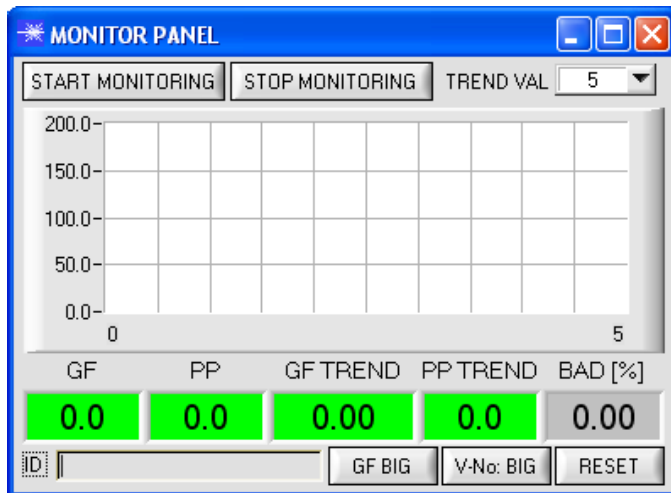 MONITOR PANEL
START MONITORING STOP MONITORING TREND VAL 5
200.0
150.0
100.0
50.0
0.0
0 5
GF PP GF TREND PP TREND BAD [%]
0.0 0.0 0.00 0.0 0.00
ID GF BIG V-No: BIG RESET